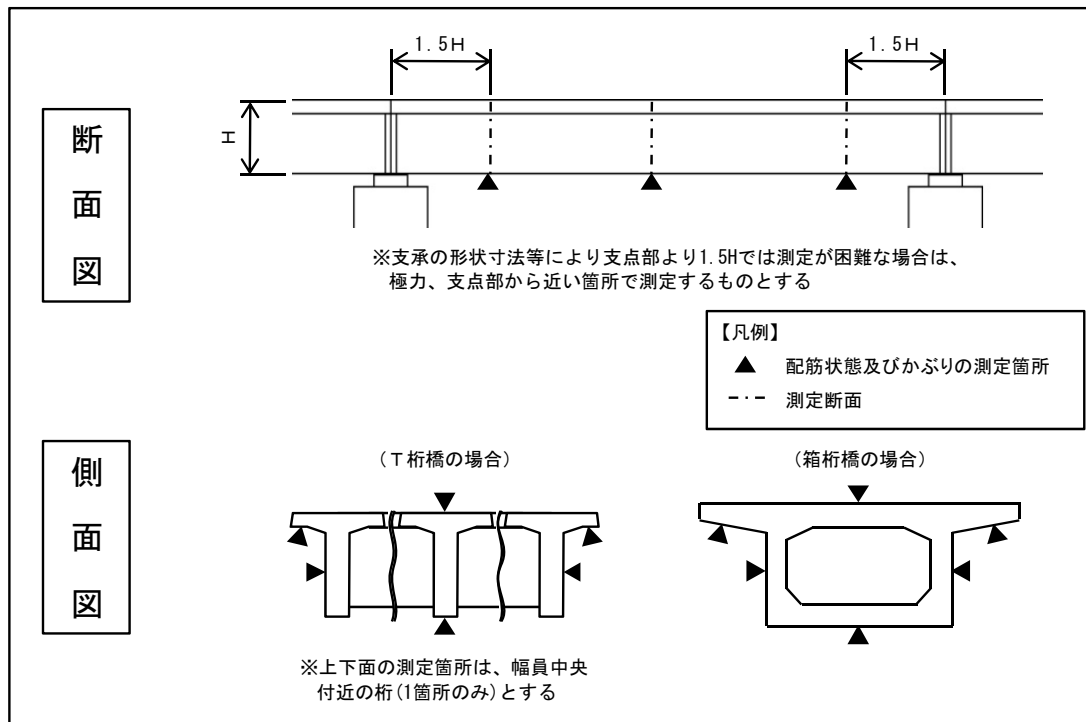 断面図
1.5H
1.5H
H
※支承の形状寸法等により支点部より1.5Hでは測定が困難な場合は、
極力、支点部から近い箇所で測定するものとする
【凡例】
▲ 配筋状態及びかぶりの測定箇所
測定断面
側面図
(T桁橋の場合)
(箱桁橋の場合)
※上下面の測定箇所は、幅員中央
付近の桁(1箇所のみ)とする